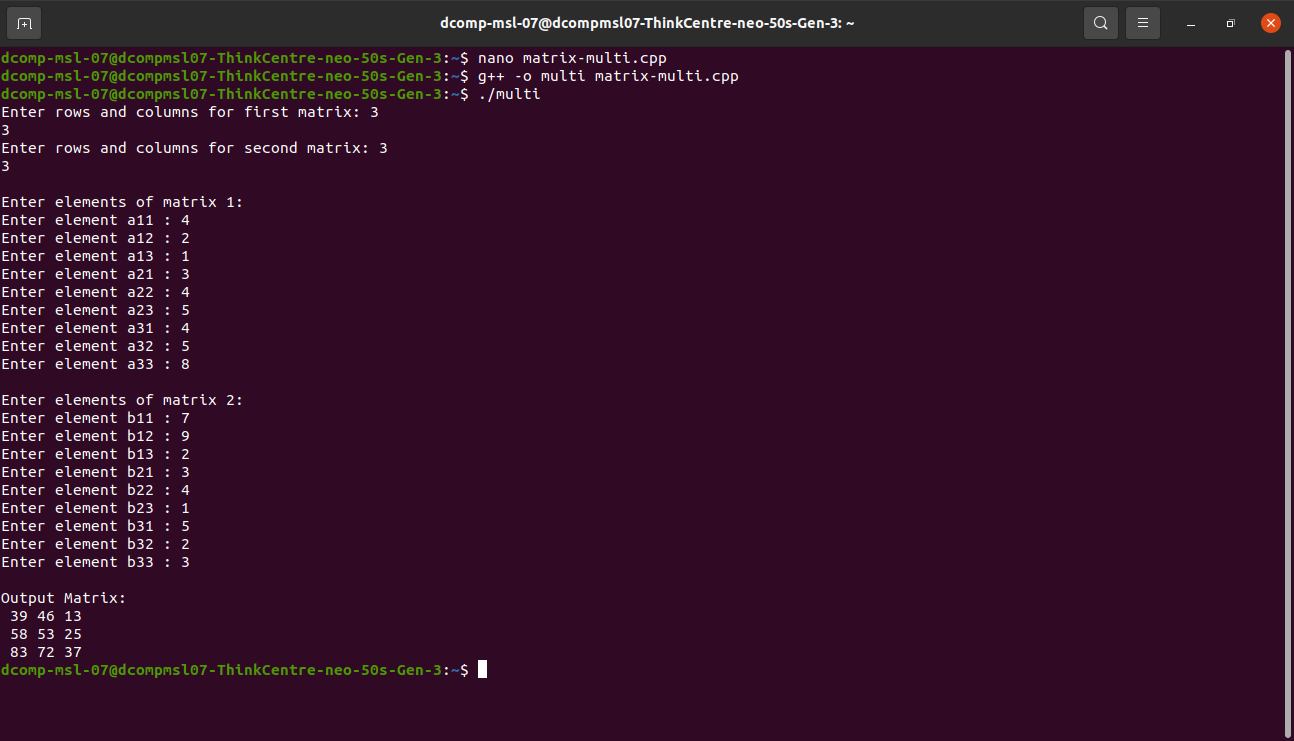 dcomp-msl-07@dcompmsl07-ThinkCentre-neo-50s-Gen-3: ~
dcomp-msl-07@dcompmsl07-ThinkCentre-neo-50s-Gen-3:~$ nano matrix-multi.cpp
dcomp-msl-07@dcompmsl07-ThinkCentre-neo-50s-Gen-3:~$ g++ -o multi matrix-multi.cpp
dcomp-msl-07@dcompmsl07-ThinkCentre-neo-50s-Gen-3:~$ ./multi
Enter rows and columns for first matrix: 3
3
Enter rows and columns for second matrix: 3
3
Enter elements of matrix 1:
Enter element a11 : 4
Enter element a12 : 2
Enter element a13 : 1
Enter element a21 : 3
Enter element a22 : 4
Enter element a23 : 5
Enter element a31 : 4
Enter element a32 : 5
Enter element a33 : 8
Enter elements of matrix 2:
Enter element b11 : 7
Enter element b12 : 9
Enter element b13 : 2
Enter element b21 : 3
Enter element b22 : 4
Enter element b23 : 1
Enter element b31 : 5
Enter element b32 : 2
Enter element b33 : 3
Output Matrix:
39 46 13
58 53 25
83 72 37
dcomp-msl-07@dcompmsl07-ThinkCentre-neo-50s-Gen-3:~$